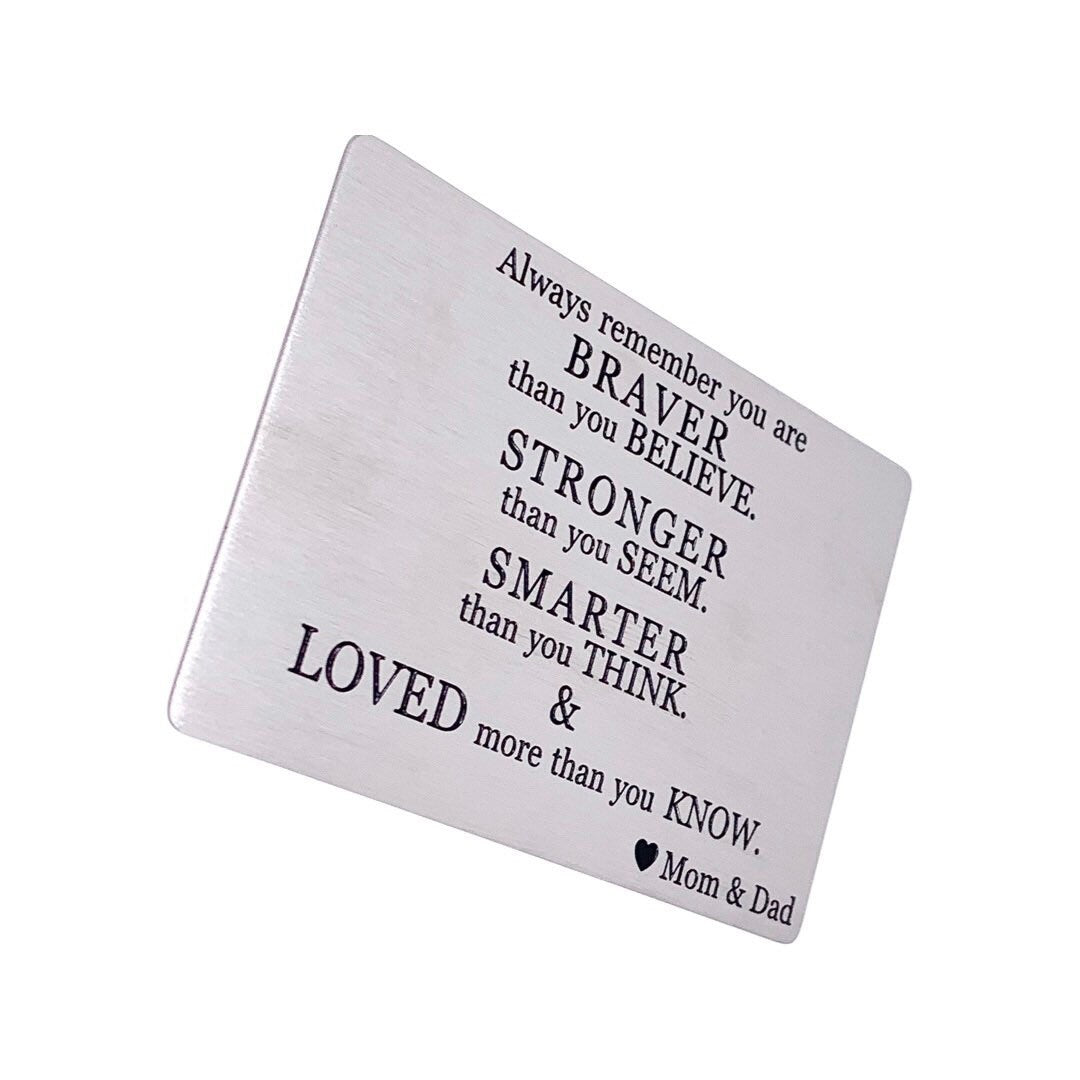 Always remember you are
BRAVER
than you BELIEVE.
STRONGER
than you SEEM.
SMARTER
than you THINK.
&
LOVED more than you KNOW.
♥Mom & Dad